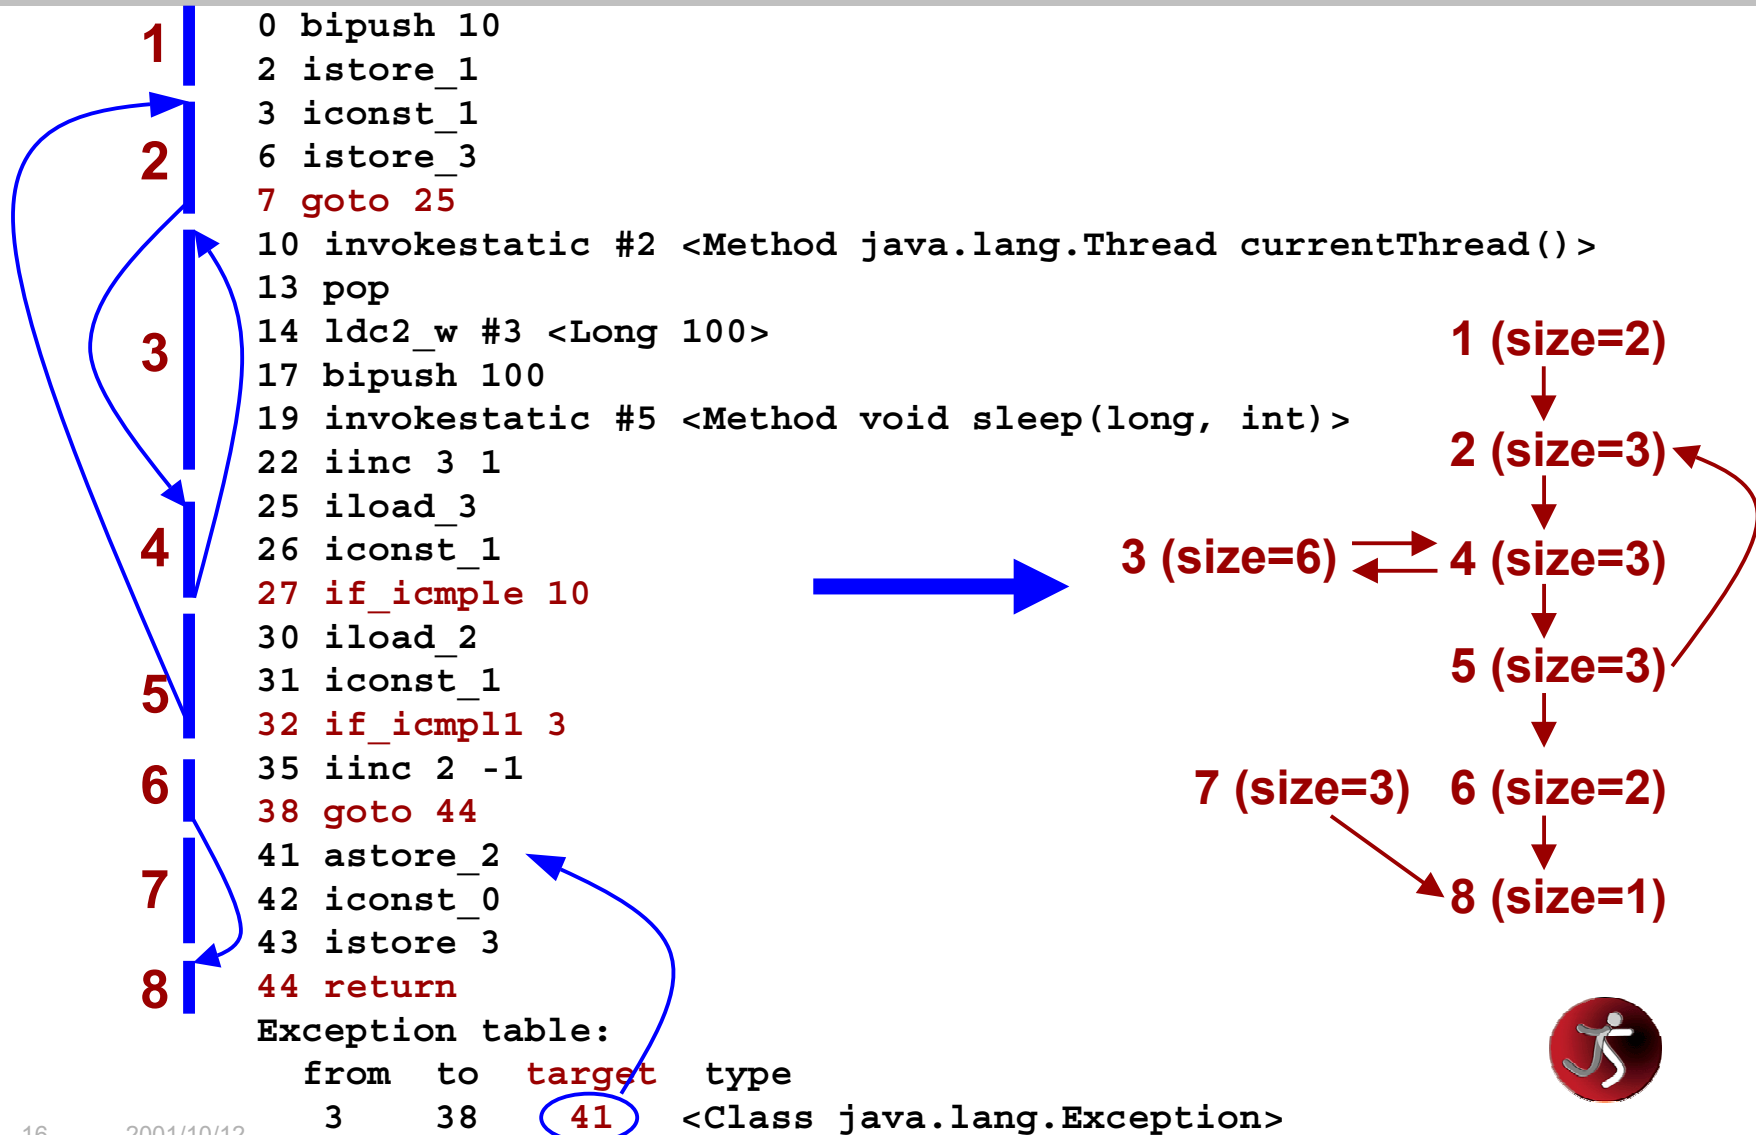 1
0 bipush 10
2 istore_1
3 iconst_1
2
6 istore_3
7 goto 25
10 invokestatic #2 <Method java.lang.Thread currentThread()>
13 pop
14 ldc2_w #3 <Long 100>
3
17 bipush 100
19 invokestatic #5 <Method void sleep(long, int)>
22 iinc 3 1
25 iload_3
4
26 iconst_1
27 if_icmple 10
30 iload_2
5
31 iconst_1
32 if_icmpl1 3
35 iinc 2 -1
6
38 goto 44
41 astore_2
7
42 iconst_0
43 istore 3
8
44 return
Exception table:
from to target type
3 38 41 <Class java.lang.Exception>
1 (size=2)
2 (size=3)
3 (size=6)
4 (size=3)
5 (size=3)
7 (size=3)
6 (size=2)
8 (size=1)
16 2001/10/12